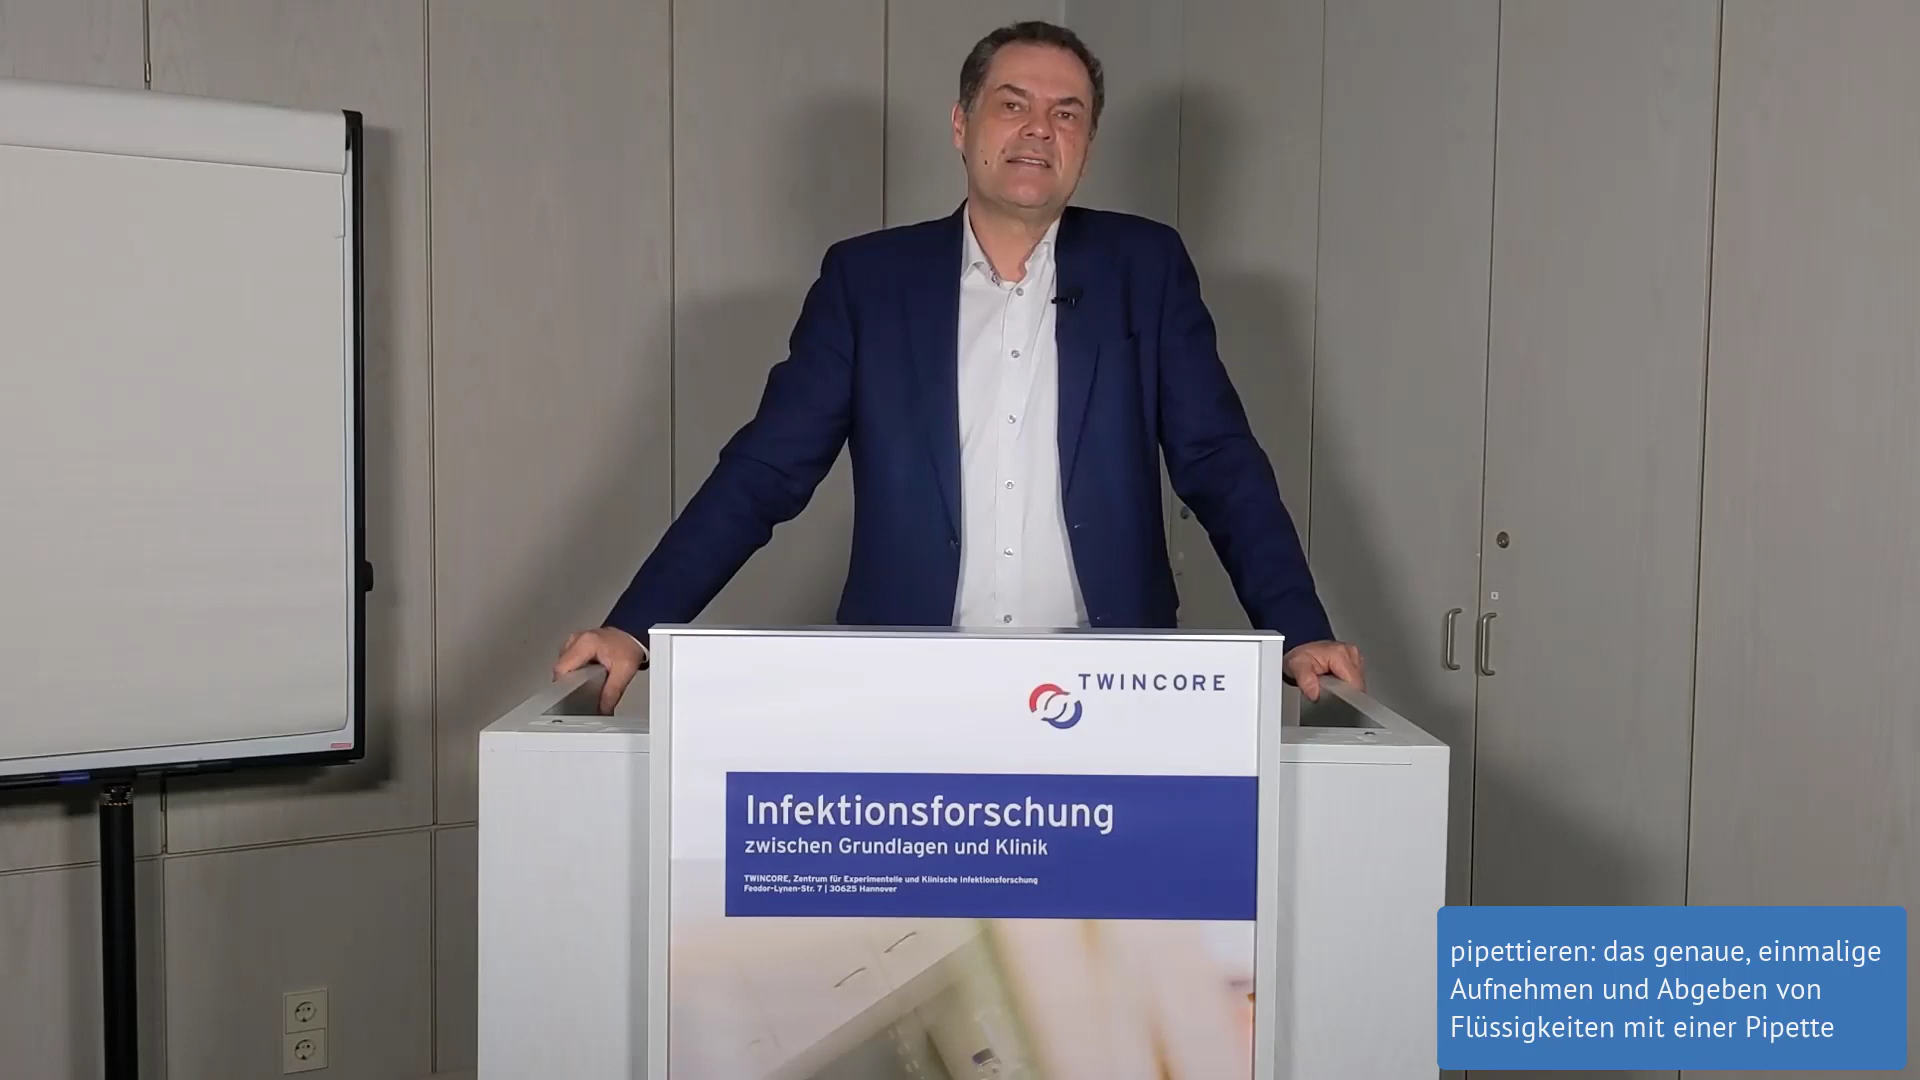 TWINCORE
Infektionsforschung
zwischen Grundlagen und Klinik
TWINCORE, Zentrum für Experimentelle und Klinische Infektionsforschung
Feodor-Lynen-Str. 7 | 30625 Hannover
pipettieren: das genaue, einmalige
Aufnehmen und Abgeben von
Flüssigkeiten mit einer Pipette